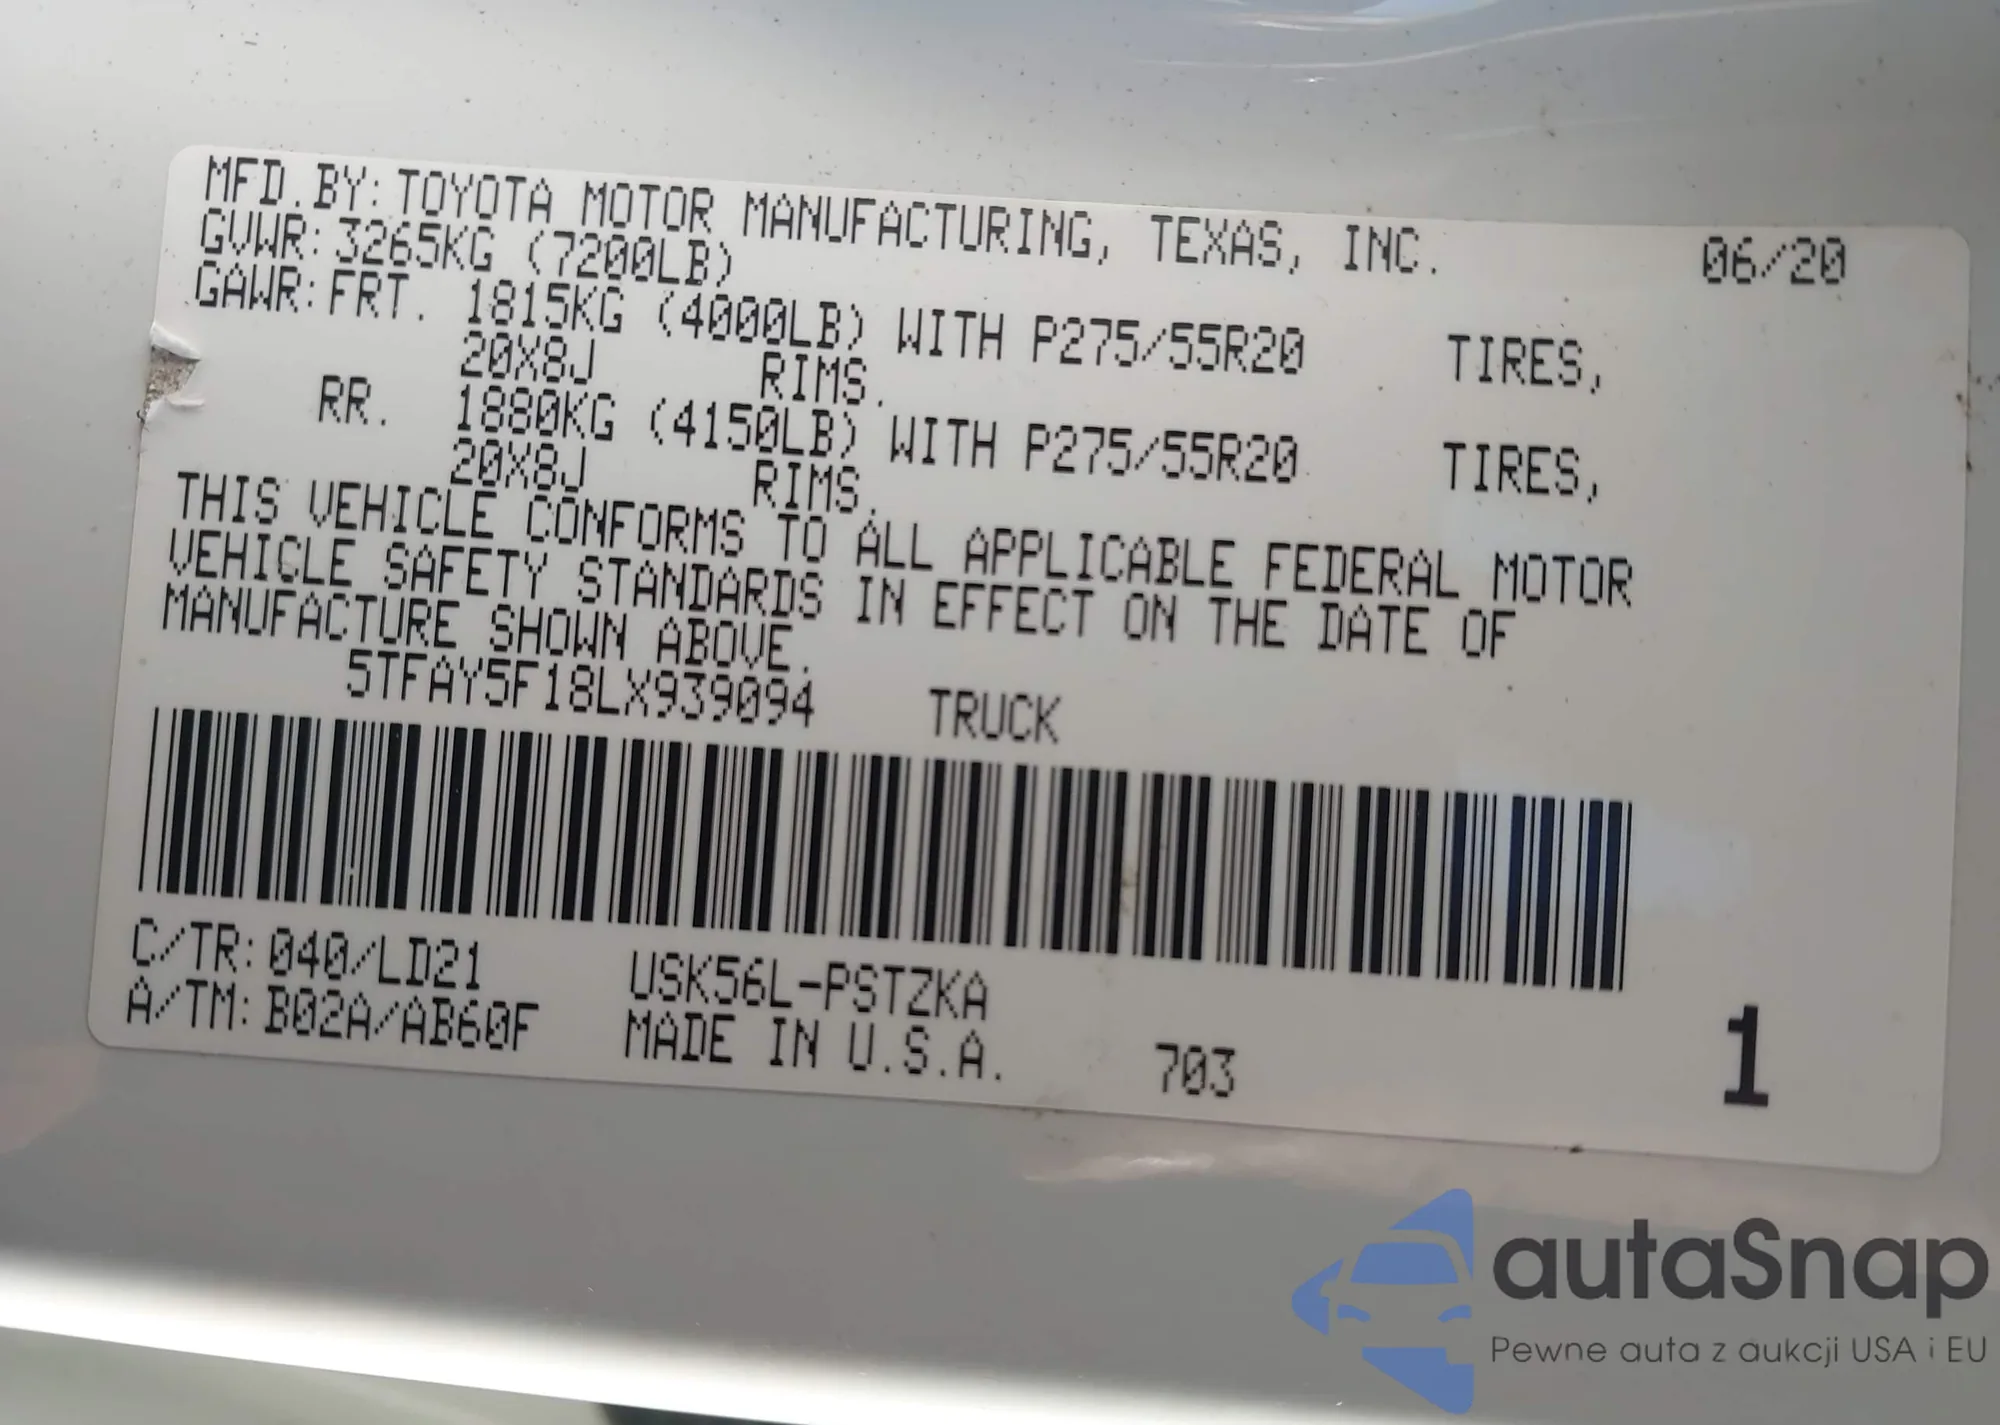 MFD.BY: TOYOTA MOTOR MANUFACTURING, TEXAS, INC. 06/20
GVWR: 3265KG (7200LB)
GAWR: FRT. 1815KG (4000LB) WITH P275/55R20 TIRES,
20X8J RIMS.
RR. 1880KG (4150LB) WITH P275/55R20 TIRES,
20X8J RIMS.
THIS VEHICLE CONFORMS TO ALL APPLICABLE FEDERAL MOTOR
VEHICLE SAFETY STANDARDS IN EFFECT ON THE DATE OF
MANUFACTURE SHOWN ABOVE.
5TFAY5F18LX939094 TRUCK
C/TR: 040/LD21 USK56L-PSTZKA
A/TM: B02A/AB60F MADE IN U.S.A. 703 1
autaSnap
Pewne auta z aukcji USA i EU